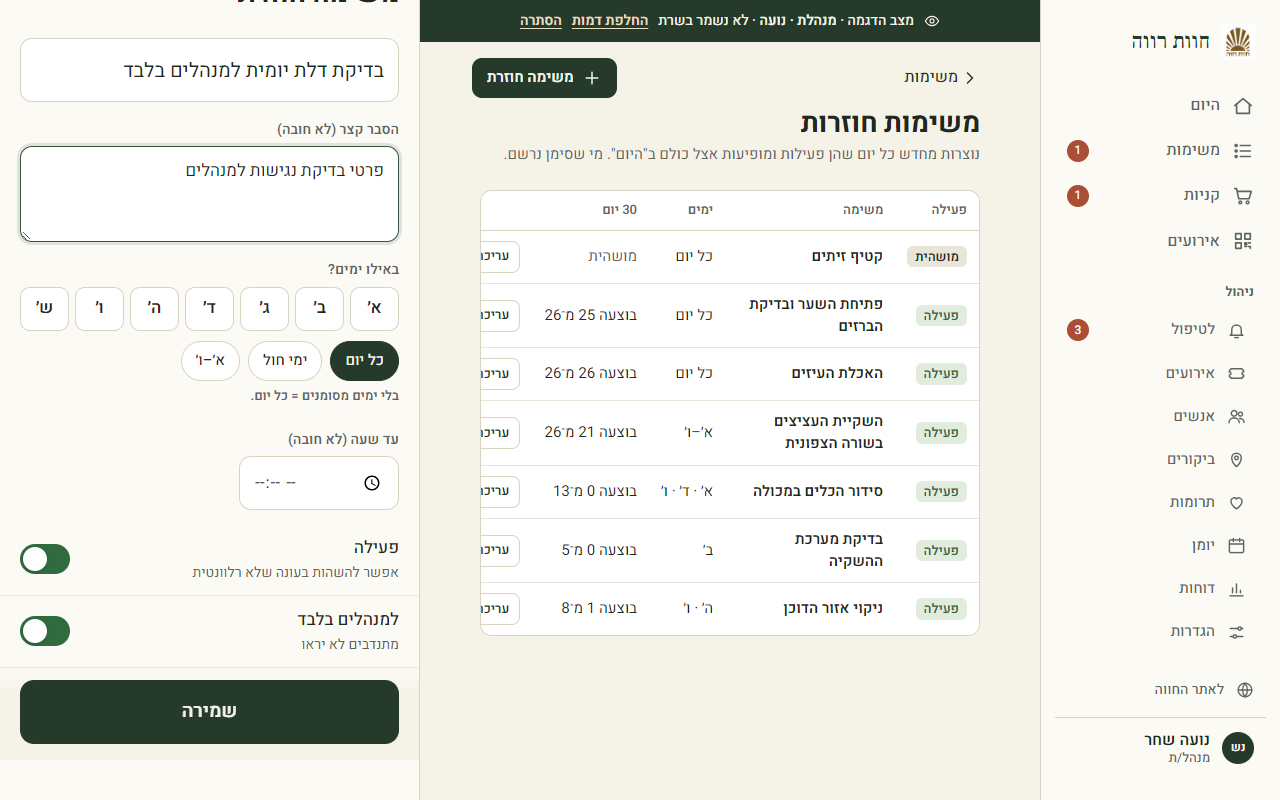 חוות רווה
היום
משימות 1
קניות 1
אירועים
ניהול
לטיפול 3
אירועים
אנשים
ביקורים
תרומות
יומן
דוחות
הגדרות
לאתר החווה
נש
נועה שחר
מנהל/ת
מצב הדגמה · מנהלת · נועה · לא נשמר בשרת החלפת דמות הסתרה
משימות
משימה חוזרת
משימות חוזרות
נוצרות מחדש כל יום שהן פעילות ומופיעות אצל כולם ב"היום". מי שסימן נרשם.
פעילה משימה ימים 30 יום
מושהית קטיף זיתים כל יום מושהית
פעילה פתיחת השער ובדיקת הברזים כל יום בוצעה 25 מ־26
פעילה האכלת העיזים כל יום בוצעה 26 מ־26
פעילה השקיית העציצים בשורה הצפונית א׳–ו׳ בוצעה 21 מ־26
פעילה סידור הכלים במכולה א׳ · ד׳ · ו׳ בוצעה 0 מ־13
פעילה בדיקת מערכת ההשקיה ב׳ בוצעה 0 מ־5
פעילה ניקוי אזור הדוכן ה׳ · ו׳ בוצעה 1 מ־8
בדיקת דלת יומית למנהלים בלבד
הסבר קצר (לא חובה)
פרטי בדיקת נגישות למנהלים
באילו ימים?
א׳ ב׳ ג׳ ד׳ ה׳ ו׳ ש׳
כל יום ימי חול א׳–ו׳
בלי ימים מסומנים = כל יום.
עד שעה (לא חובה)
--:-- --
פעילה
אפשר להשהות בעונה שלא רלוונטית
למנהלים בלבד
מתנדבים לא יראו
שמירה